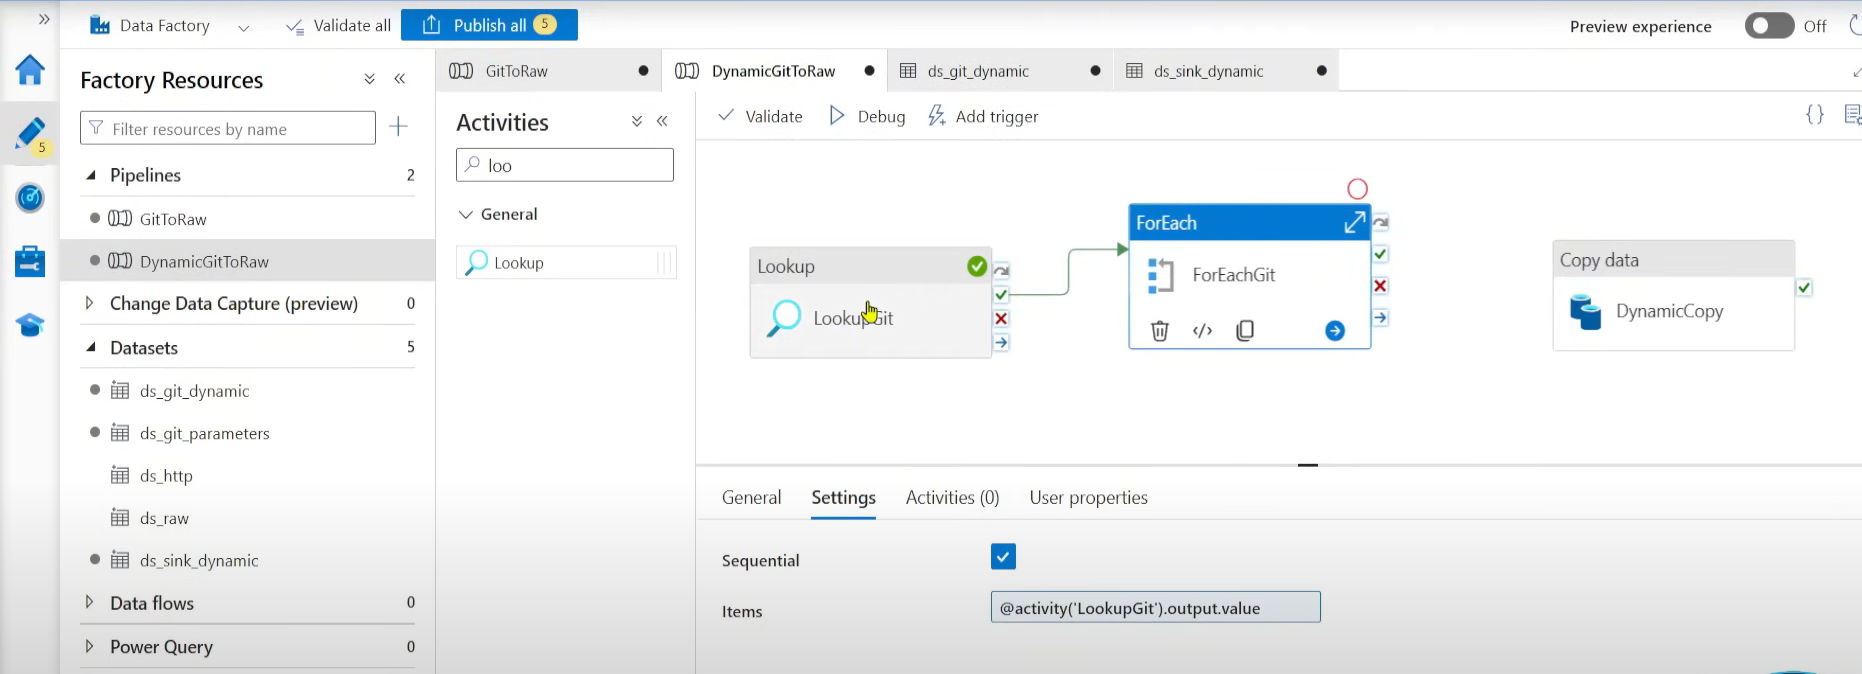 Data Factory
Validate all
Publish all 5
Preview experience
Off
Factory Resources
Filter resources by name
5
Pipelines 2
GitToRaw
DynamicGitToRaw
Change Data Capture (preview) 0
Datasets 5
ds_git_dynamic
ds_git_parameters
ds_http
ds_raw
ds_sink_dynamic
Data flows 0
Power Query 0
GitToRaw
DynamicGitToRaw
ds_git_dynamic
ds_sink_dynamic
Activities
loo
General
Lookup
Validate
Debug
Add trigger
{}
Lookup
LookupGit
ForEach
ForEachGit
</>
Copy data
DynamicCopy
General
Settings
Activities (0)
User properties
Sequential
Items
@activity('LookupGit').output.value